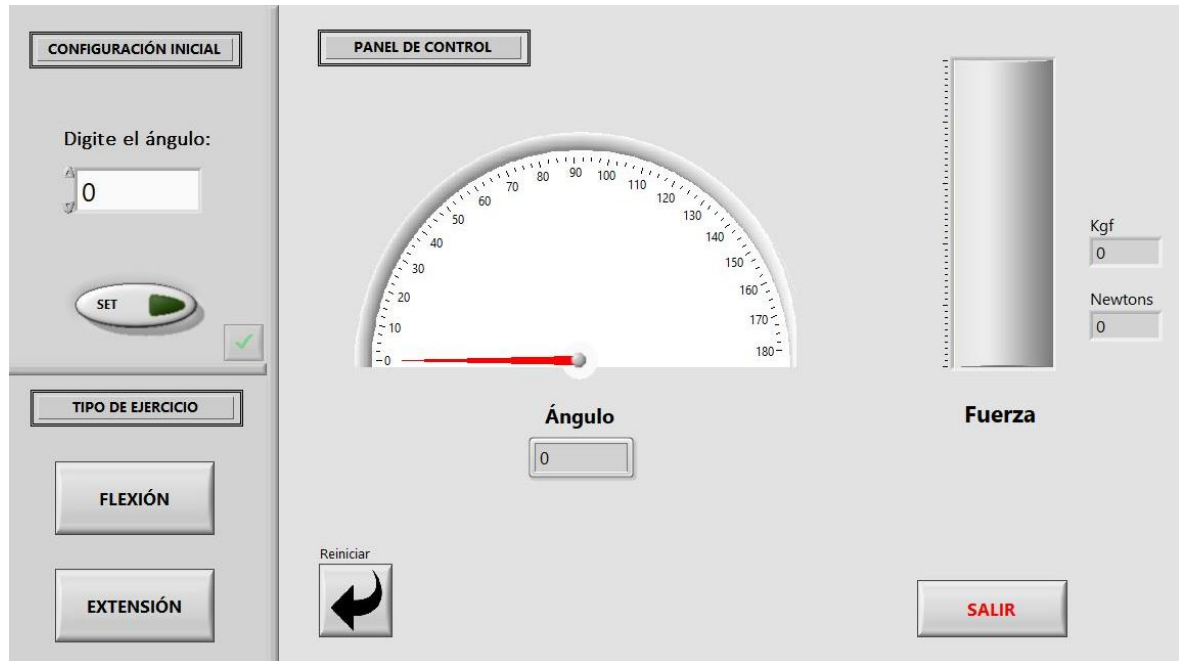 CONFIGURACIÓN INICIAL
Digite el ángulo:
0
SET
TIPO DE EJERCICIO
FLEXIÓN
EXTENSIÓN
PANEL DE CONTROL
0
10
20
30
40
50
60
70
80
90
100
110
120
130
140
150
160
170
180
Ángulo
0
Reiniciar
Kgf
0
Newtons
0
Fuerza
SALIR